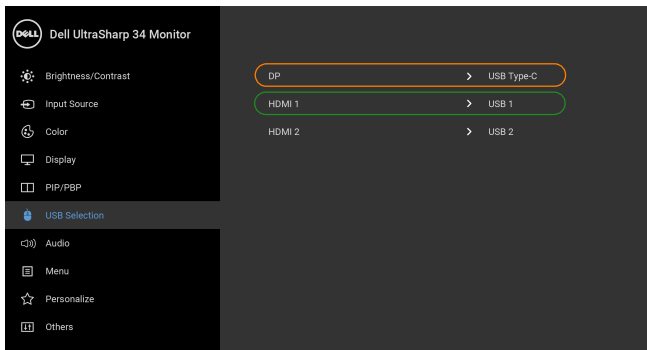 DELL Dell UltraSharp 34 Monitor
Brightness/Contrast
Input Source
Color
Display
PIP/PBP
USB Selection
Audio
Menu
Personalize
Others
DP > USB Type-C
HDMI 1 > USB 1
HDMI 2 > USB 2